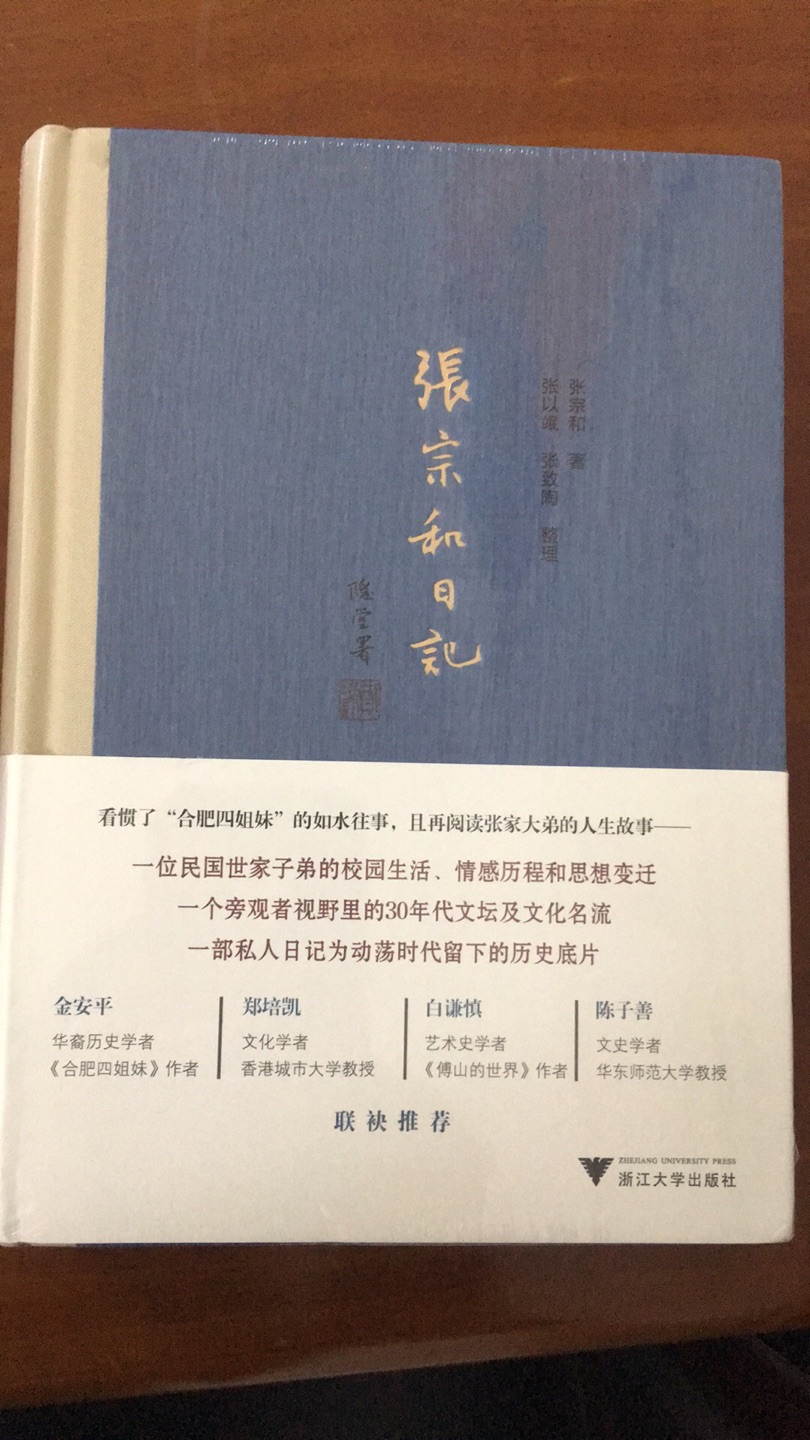 張宗和日記
张宗和 著
张以䇇 张致陶 整理
隐堂署
看惯了“合肥四姐妹”的如水往事，且再阅读张家大弟的人生故事——
一位民国世家子弟的校园生活、情感历程和思想变迁
一个旁观者视野里的30年代文坛及文化名流
一部私人日记为动荡时代留下的历史底片
金安平
华裔历史学者
《合肥四姐妹》作者
郑培凯
文化学者
香港城市大学教授
白谦慎
艺术史学者
《傅山的世界》作者
陈子善
文史学者
华东师范大学教授
联袂推荐
ZHEJIANG UNIVERSITY PRESS
浙江大学出版社